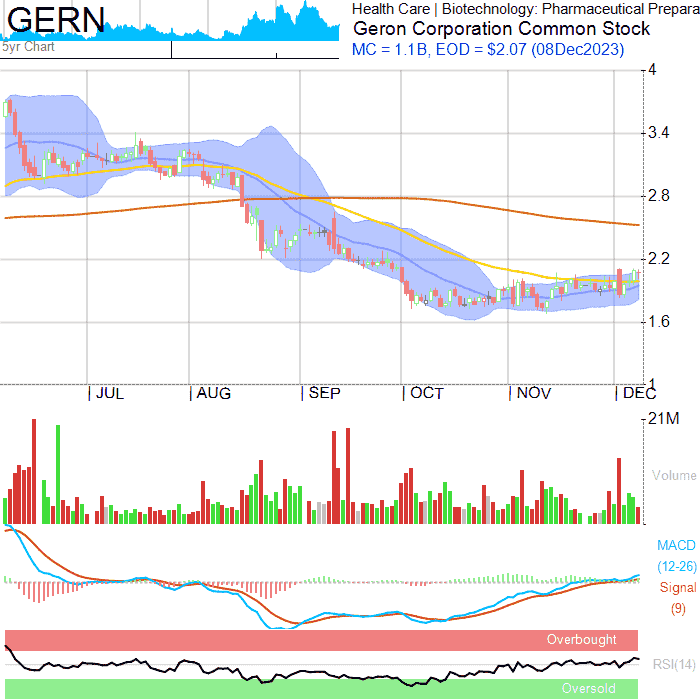 GERN
5yr Chart
Health Care | Biotechnology: Pharmaceutical Prepara
Geron Corporation Common Stock
MC = 1.1B, EOD = $2.07 (08Dec2023)
4
3.4
2.8
2.2
1.6
1
JUL AUG SEP OCT NOV DEC
21M
Volume
MACD
(12-26)
Signal
(9)
Overbought
RSI(14)
Oversold